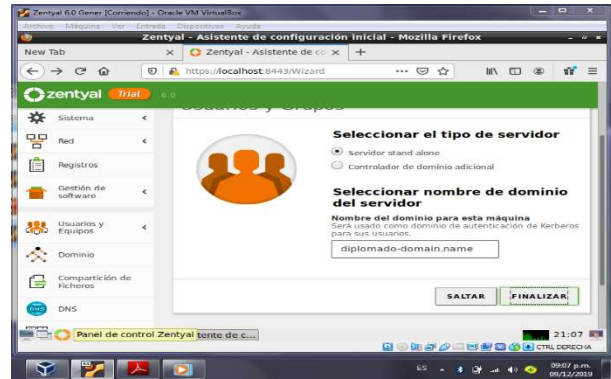 Zentyal 6.0 Gener [Corriendo] - Oracle VM VirtualBox
Archivo Máquina Ver Entrada Dispositivos Ayuda
Zentyal - Asistente de configuración inicial - Mozilla Firefox
New Tab
Zentyal - Asistente de co
https://localhost:8443/Wizard
zentyal Trial 6.0
Usuarios y Grupos
Sistema
Red
Registros
Gestión de software
Usuarios y Equipos
Dominio
Compartición de Ficheros
DNS
Seleccionar el tipo de servidor
Servidor stand-alone
Controlador de dominio adicional
Seleccionar nombre de dominio
del servidor
Nombre del dominio para esta máquina
Será usado como dominio de autenticación de Kerberos
para sus usuarios.
diplomado-domain.name
SALTAR FINALIZAR
Panel de control Zentyal tente de c...
21:07
CTRL DERECHA
ES
09:07 p.m.
09/12/2019